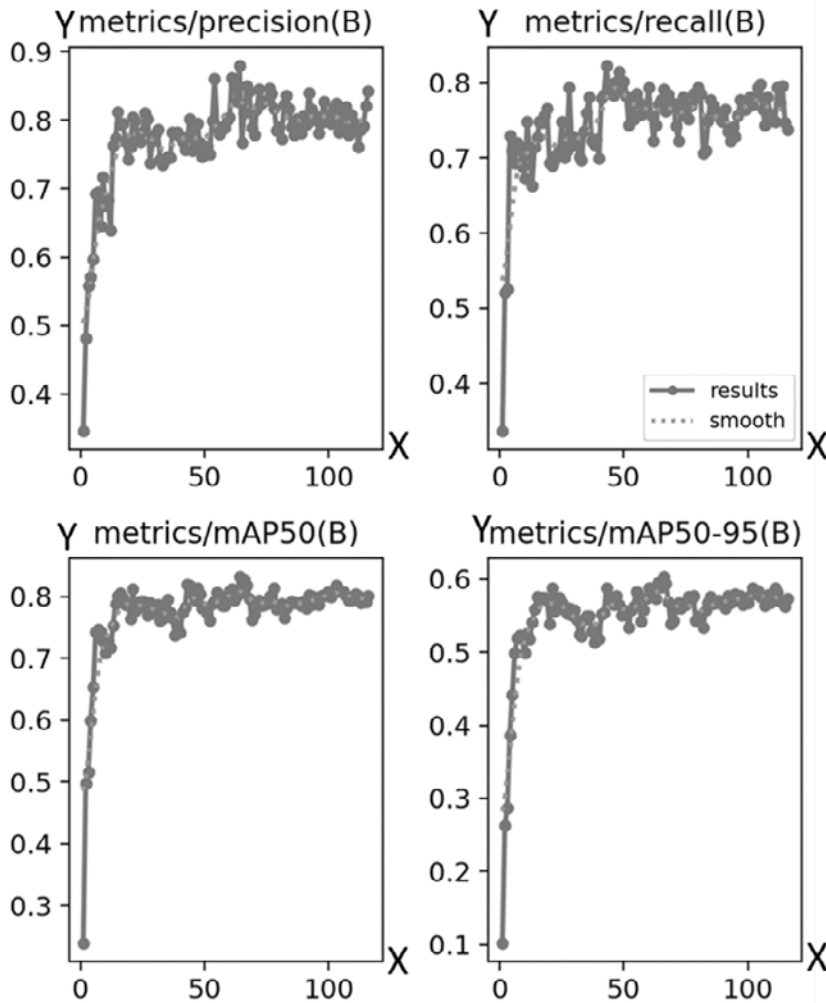 Y metrics/precision(B)
0.9
0.8
0.7
0.6
0.5
0.4
0 50 100 X
Y metrics/recall(B)
0.8
0.7
0.6
0.5
0.4
results
smooth
0 50 100 X
Y metrics/mAP50(B)
0.8
0.7
0.6
0.5
0.4
0.3
0 50 100 X
Y metrics/mAP50-95(B)
0.6
0.5
0.4
0.3
0.2
0.1
0 50 100 X